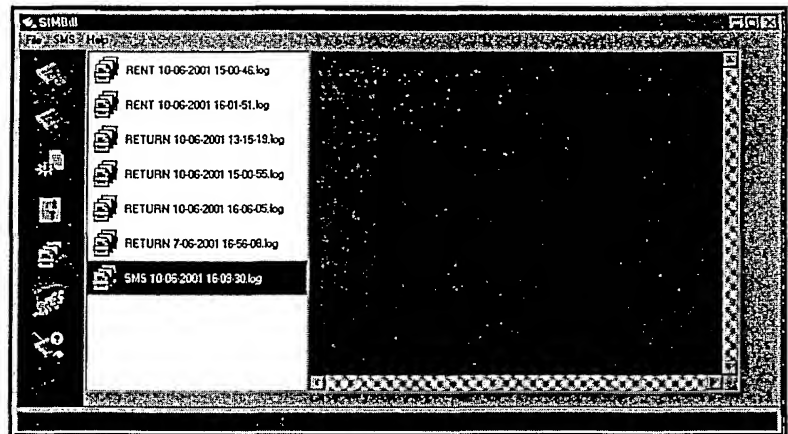 SIMBill
File SMS Help
RENT 10-06-2001 15-00-46.log
RENT 10-06-2001 16-01-51.log
RETURN 10-06-2001 13-15-19.log
RETURN 10-06-2001 15-00-55.log
RETURN 10-06-2001 16-06-05.log
RETURN 7-06-2001 16-56-08.log
SMS 10-06-2001 16-09-30.log